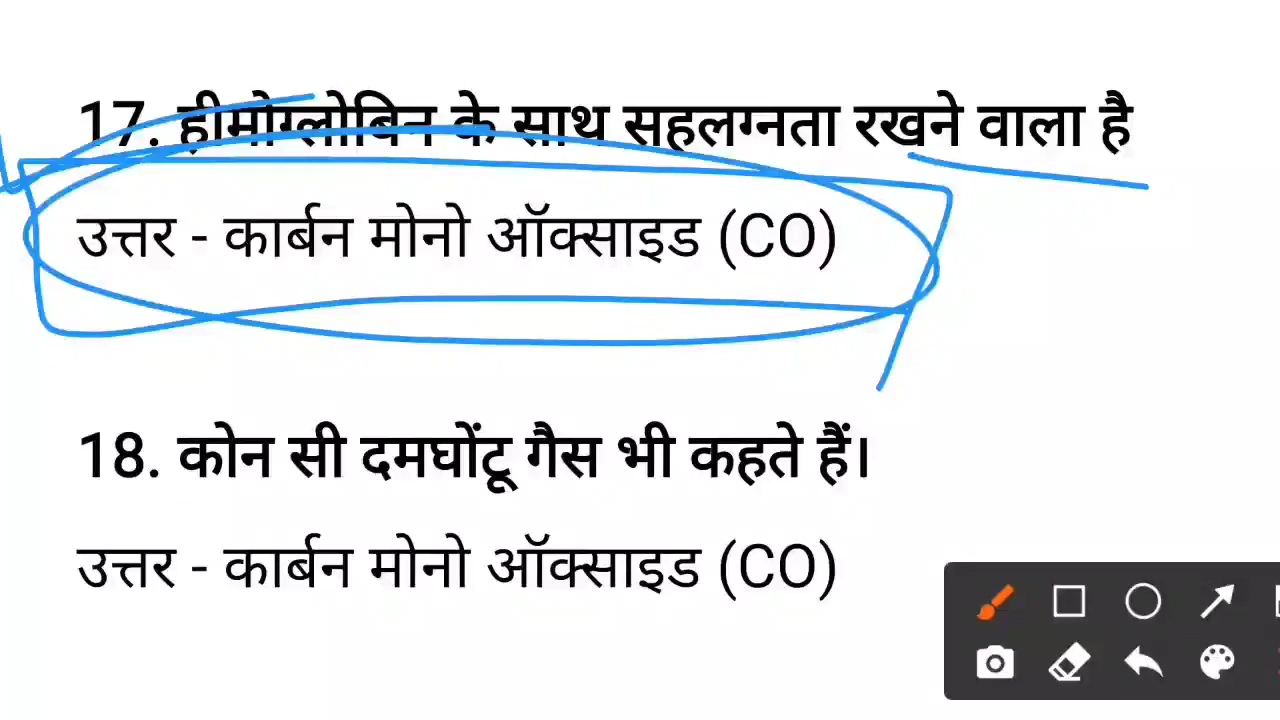 17. हीमोग्लोबिन के साथ सहलग्नता रखने वाला है
उत्तर - कार्बन मोनो ऑक्साइड (CO)
18. कोन सी दमघोंटू गैस भी कहते हैं।
उत्तर - कार्बन मोनो ऑक्साइड (CO)